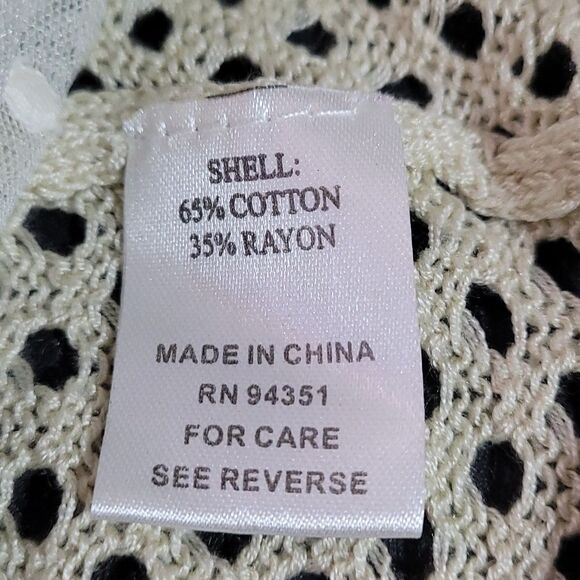 SHELL:
65% COTTON
35% RAYON
MADE IN CHINA
RN 94351
FOR CARE
SEE REVERSE